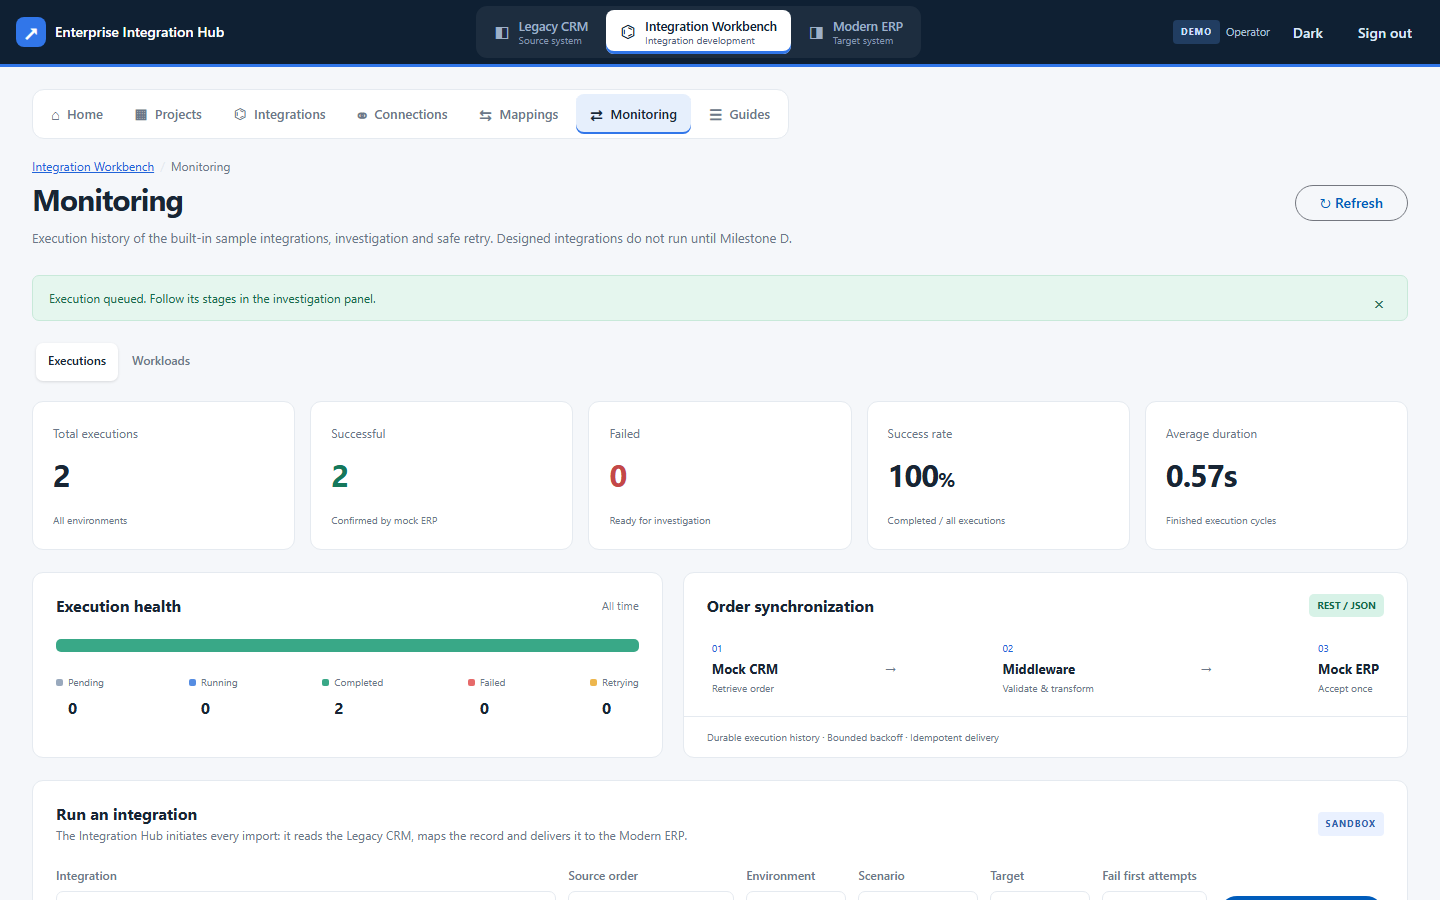 Enterprise Integration Hub
Legacy CRM
Source system
Integration Workbench
Integration development
Modern ERP
Target system
DEMO
Operator
Dark
Sign out
Home
Projects
Integrations
Connections
Mappings
Monitoring
Guides
Integration Workbench / Monitoring
Monitoring
Refresh
Execution history of the built-in sample integrations, investigation and safe retry. Designed integrations do not run until Milestone D.
Execution queued. Follow its stages in the investigation panel.
Executions
Workloads
Total executions
2
All environments
Successful
2
Confirmed by mock ERP
Failed
0
Ready for investigation
Success rate
100%
Completed / all executions
Average duration
0.57s
Finished execution cycles
Execution health
All time
Pending
0
Running
0
Completed
2
Failed
0
Retrying
0
Order synchronization
REST / JSON
01
Mock CRM
Retrieve order
→
02
Middleware
Validate & transform
→
03
Mock ERP
Accept once
Durable execution history · Bounded backoff · Idempotent delivery
Run an integration
The Integration Hub initiates every import: it reads the Legacy CRM, maps the record and delivers it to the Modern ERP.
SANDBOX
Integration
Source order
Environment
Scenario
Target
Fail first attempts